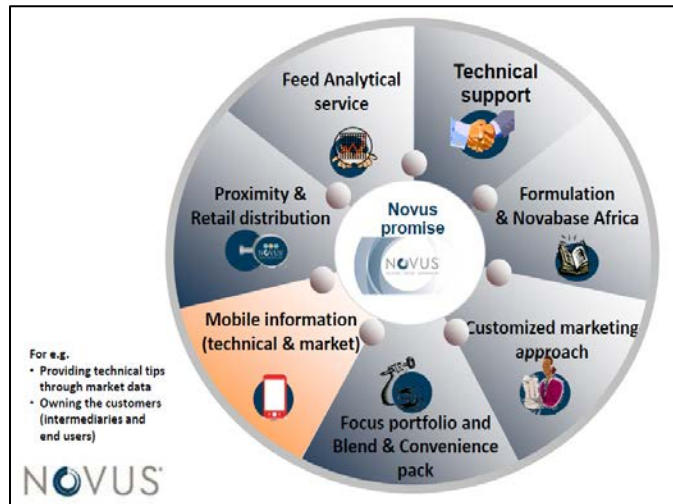 Feed Analytical
service
Technical
support
Proximity &
Retail distribution
Novus
promise
NOVUS
Formulation
& Novabase Africa
Mobile information
(technical & market)
Customized marketing
approach
Focus portfolio and
Blend & Convenience
pack
For e.g.
• Providing technical tips
through market data
• Owning the customers
(intermediaries and
end users)
NOVUS®
NOVUS